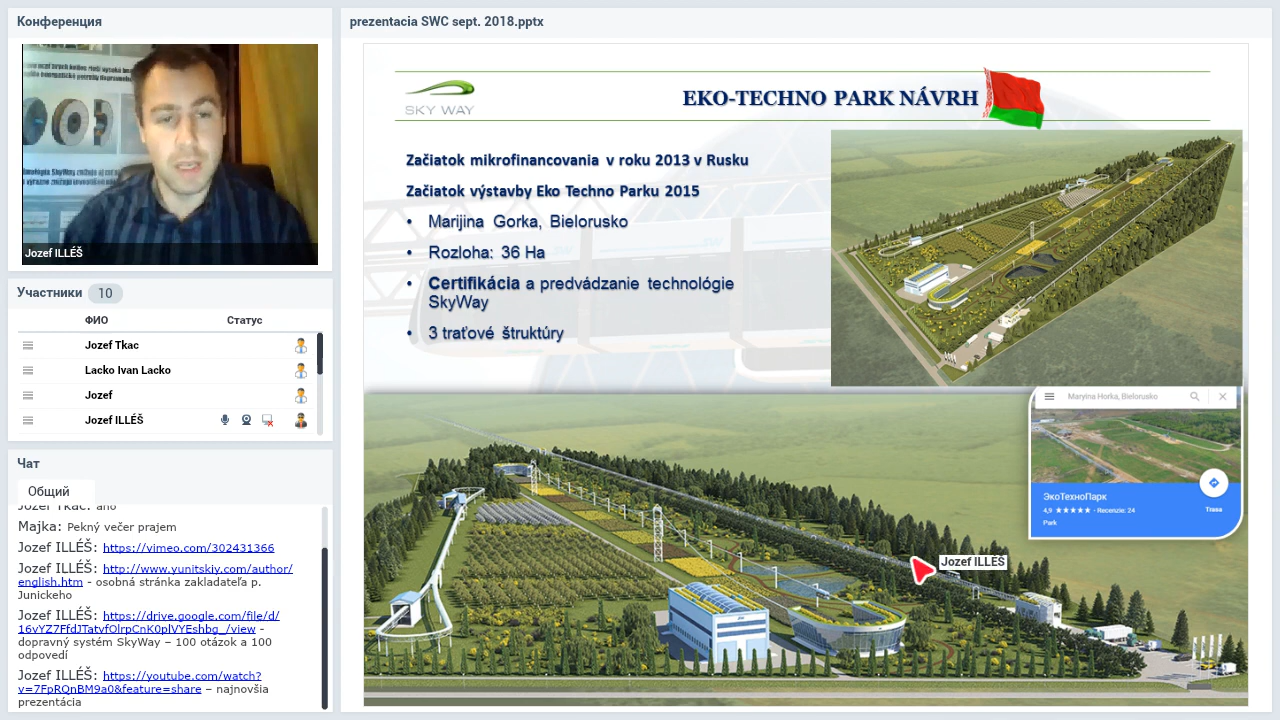 Конференция
Jozef ILLÉŠ
Участники 10
ФИО Статус
Jozef Tkac
Lacko Ivan Lacko
Jozef
Jozef ILLÉŠ
Чат
Общий
Jozef Tkac: ano
Majka: Pekný večer prajem
Jozef ILLÉŠ: https://vimeo.com/302431366
Jozef ILLÉŠ: http://www.yunitskiy.com/author/
english.htm - osobná stránka zakladateľa p.
Junickeho
Jozef ILLÉŠ: https://drive.google.com/file/d/
16vYZ7FfdJTatvfOlrpCnK0plVYEshbg_/view -
dopravný systém SkyWay – 100 otázok a 100
odpovedí
Jozef ILLÉŠ: https://youtube.com/watch?
v=7FpRQnBM9a0&feature=share – najnovšia
prezentácia
prezentacia SWC sept. 2018.pptx
SKY WAY
EKO-TECHNO PARK NÁVRH
Začiatok mikrofinancovania v roku 2013 v Rusku
Začiatok výstavby Eko Techno Parku 2015
• Marijina Gorka, Bielorusko
• Rozloha: 36 Ha
• Certifikácia a predvádzanie technológie
SkyWay
• 3 traťové štruktúry
Maryina Horka, Bielorusko
ЭкоТехноПарк
4,9 ★★★★★ · Recenzie: 24
Trasa
Park
Jozef ILLÉŠ